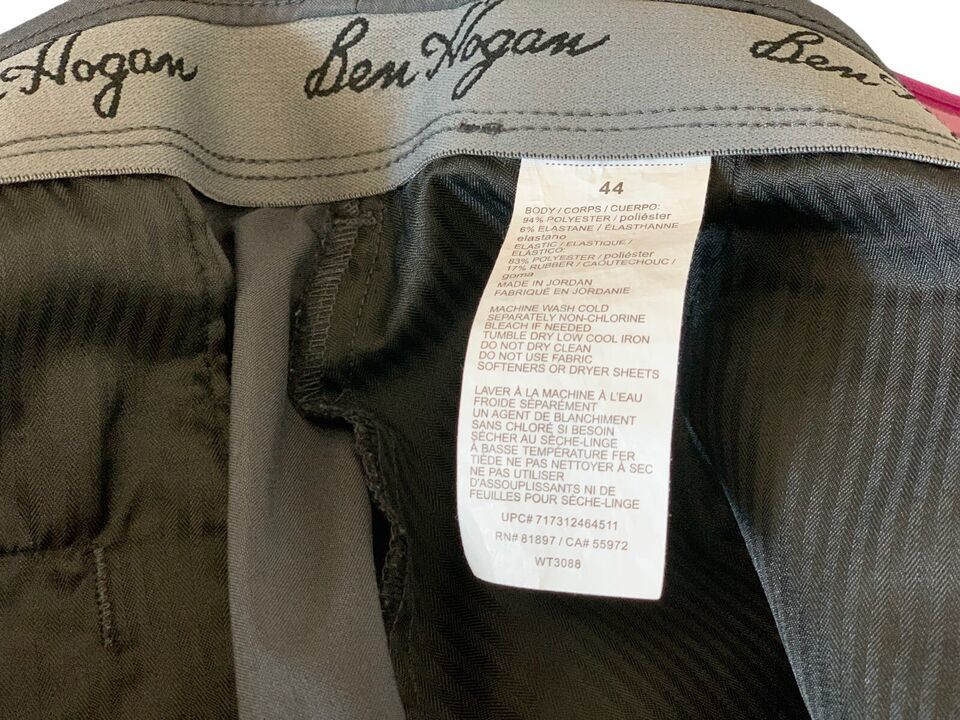 Hogan
Ben Hogan
Ben
44
BODY / CORPS / CUERPO:
94% POLYESTER / poliéster
6% ELASTANE / ÉLASTHANNE
elastano
ELASTIC / ELASTIQUE /
ELÁSTICO:
83% POLYESTER / poliéster
17% RUBBER / CAOUTECHOUC /
goma
MADE IN JORDAN
FABRIQUÉ EN JORDANIE
MACHINE WASH COLD
SEPARATELY NON-CHLORINE
BLEACH IF NEEDED
TUMBLE DRY LOW COOL IRON
DO NOT DRY CLEAN
DO NOT USE FABRIC
SOFTENERS OR DRYER SHEETS
LAVER À LA MACHINE À L'EAU
FROIDE SÉPARÉMENT
UN AGENT DE BLANCHIMENT
SANS CHLORÉ SI BESOIN
SÉCHER AU SÈCHE-LINGE
À BASSE TEMPÉRATURE FER
TIÈDE NE PAS NETTOYER À SEC
NE PAS UTILISER
D'ASSOUPLISSANTS NI DE
FEUILLES POUR SÈCHE-LINGE
UPC# 717312464511
RN# 81897 / CA# 55972
WT3088